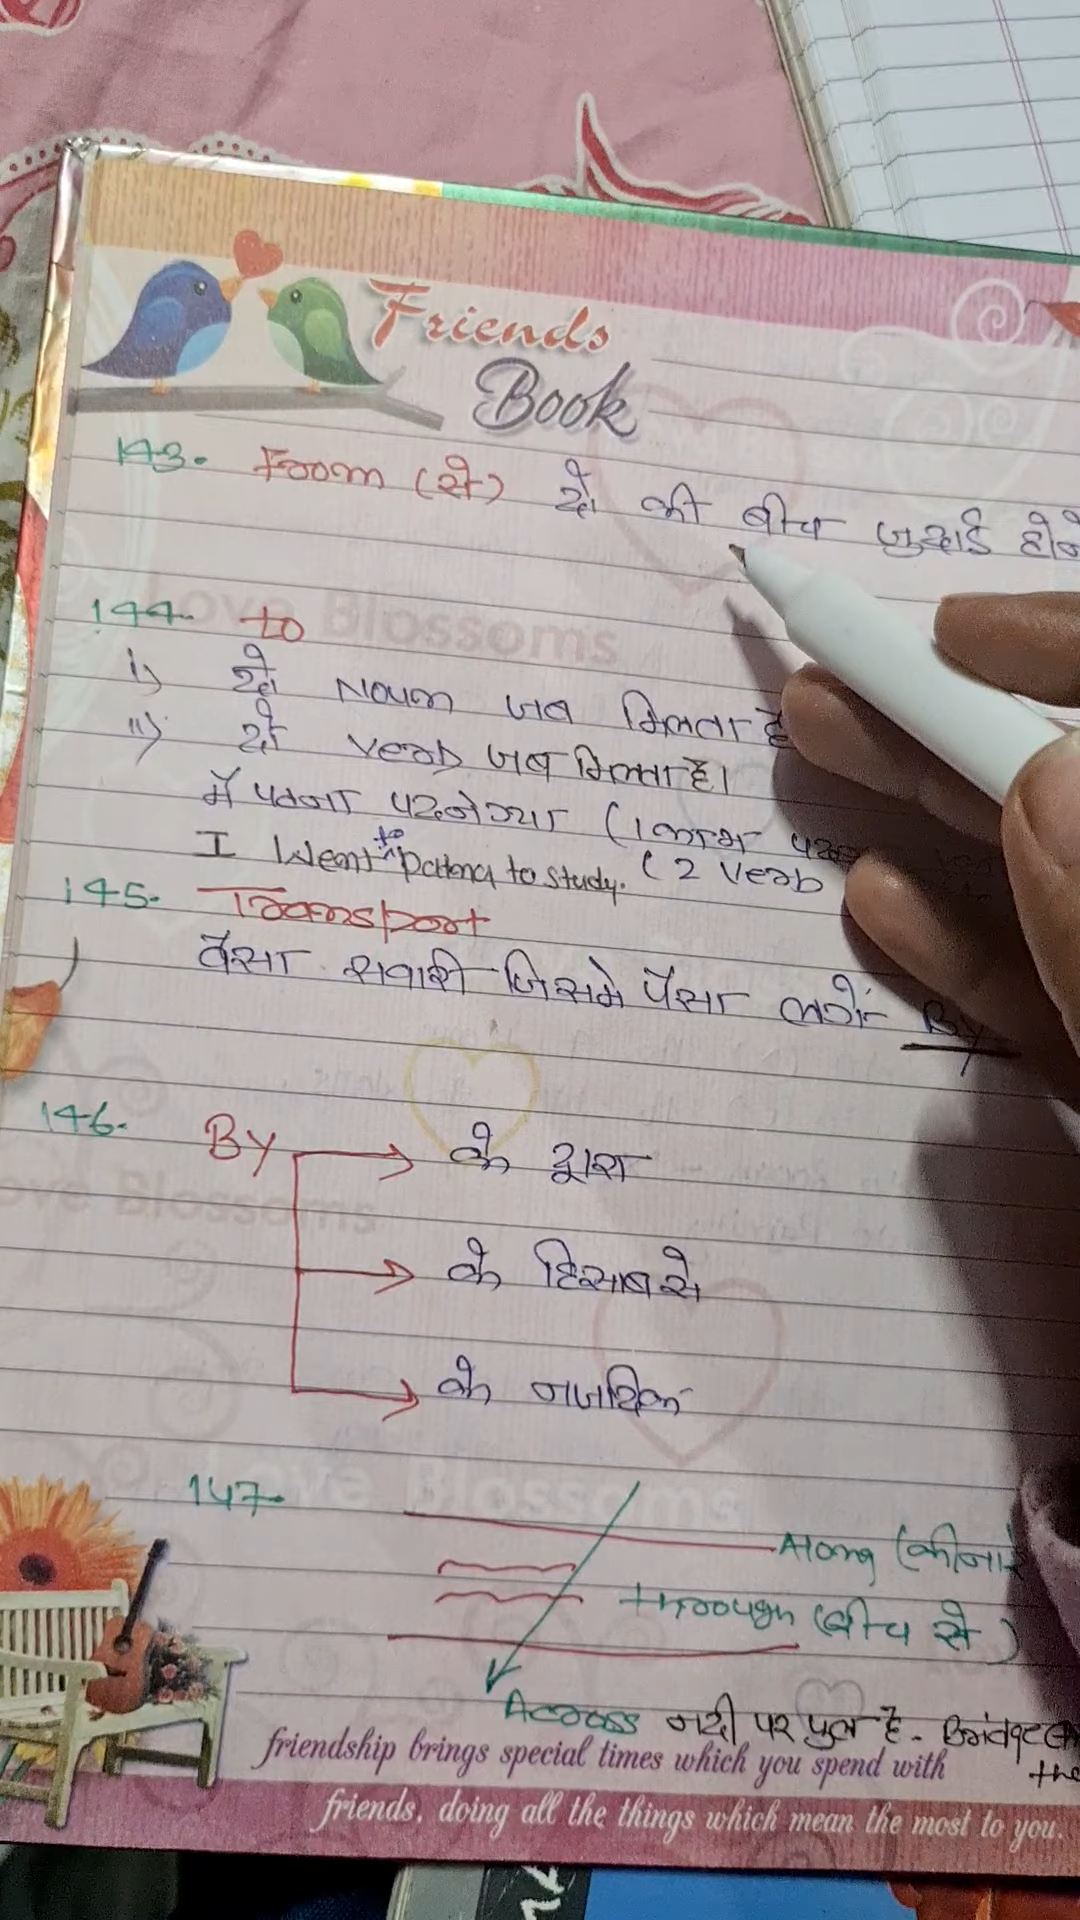 Friends
Book
143. From (से) दो की बीच जुदाई होने
144. to
i) दो Noun जब मिलता है
ii) दो verb जब मिलता है।
मैं पटना पढ़ने गया (1 काम
I Went to patna to study. (2 verb
145. Transport
वैसा सवारी जिसमे पैसा लगे- By
146. By → के द्वारा
→ के हिसाब से
→ के नजदिक
147. Along (कीनारे
through (बीच से)
Across नदी पर पुल है. Bridge
the
friendship brings special times which you spend with
friends, doing all the things which mean the most to you.